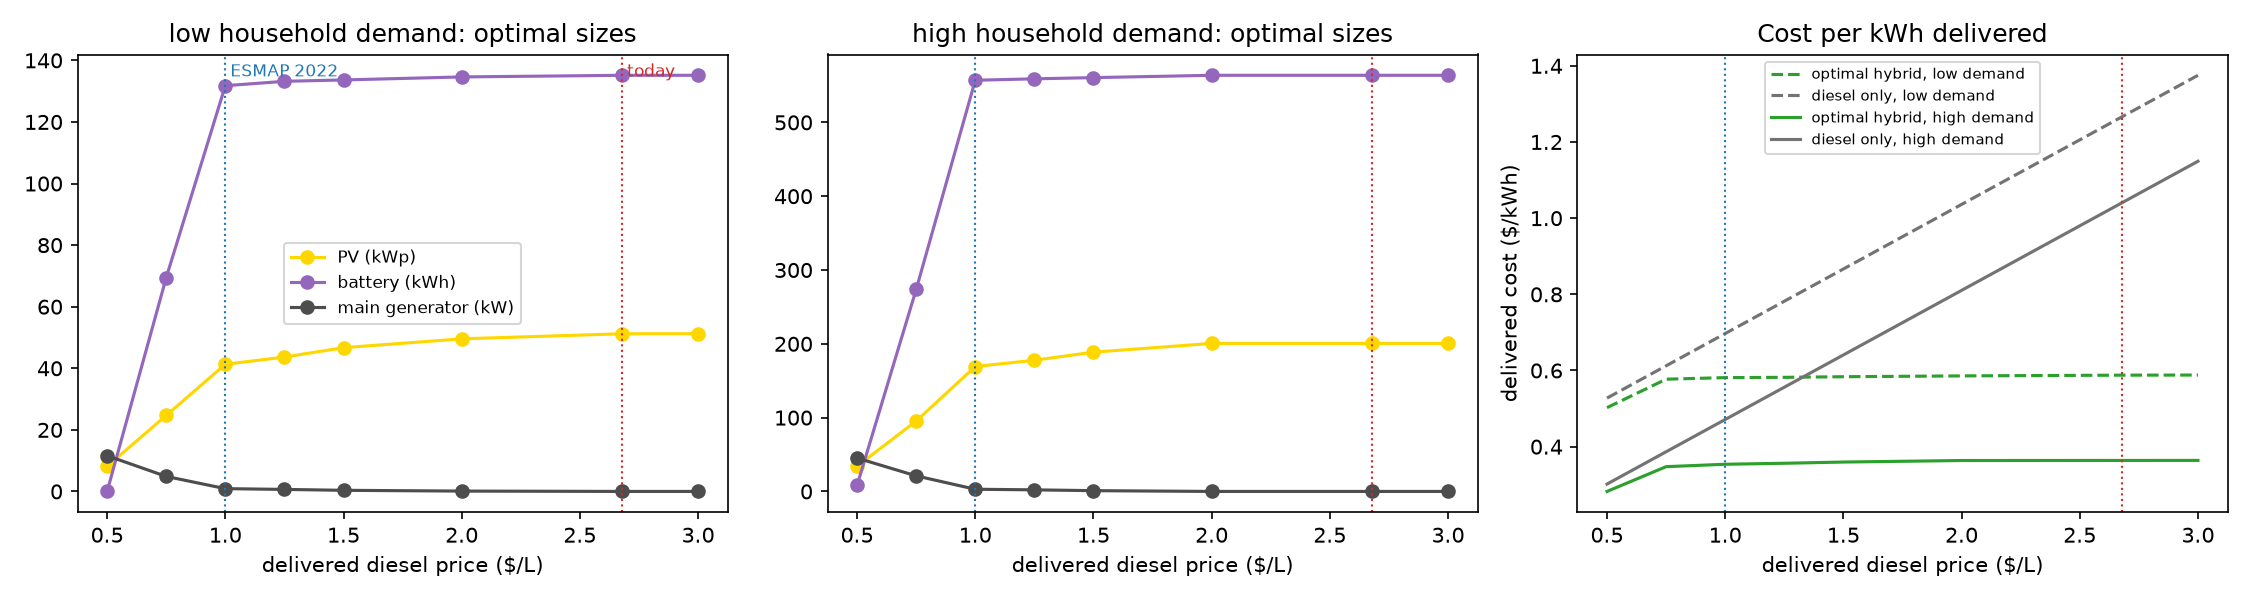 low household demand: optimal sizes
140
120
100
80
60
40
20
0
ESMAP 2022
today
PV (kWp)
battery (kWh)
main generator (kW)
0.5 1.0 1.5 2.0 2.5 3.0
delivered diesel price ($/L)
high household demand: optimal sizes
500
400
300
200
100
0
0.5 1.0 1.5 2.0 2.5 3.0
delivered diesel price ($/L)
Cost per kWh delivered
delivered cost ($/kWh)
1.4
1.2
1.0
0.8
0.6
0.4
optimal hybrid, low demand
diesel only, low demand
optimal hybrid, high demand
diesel only, high demand
0.5 1.0 1.5 2.0 2.5 3.0
delivered diesel price ($/L)